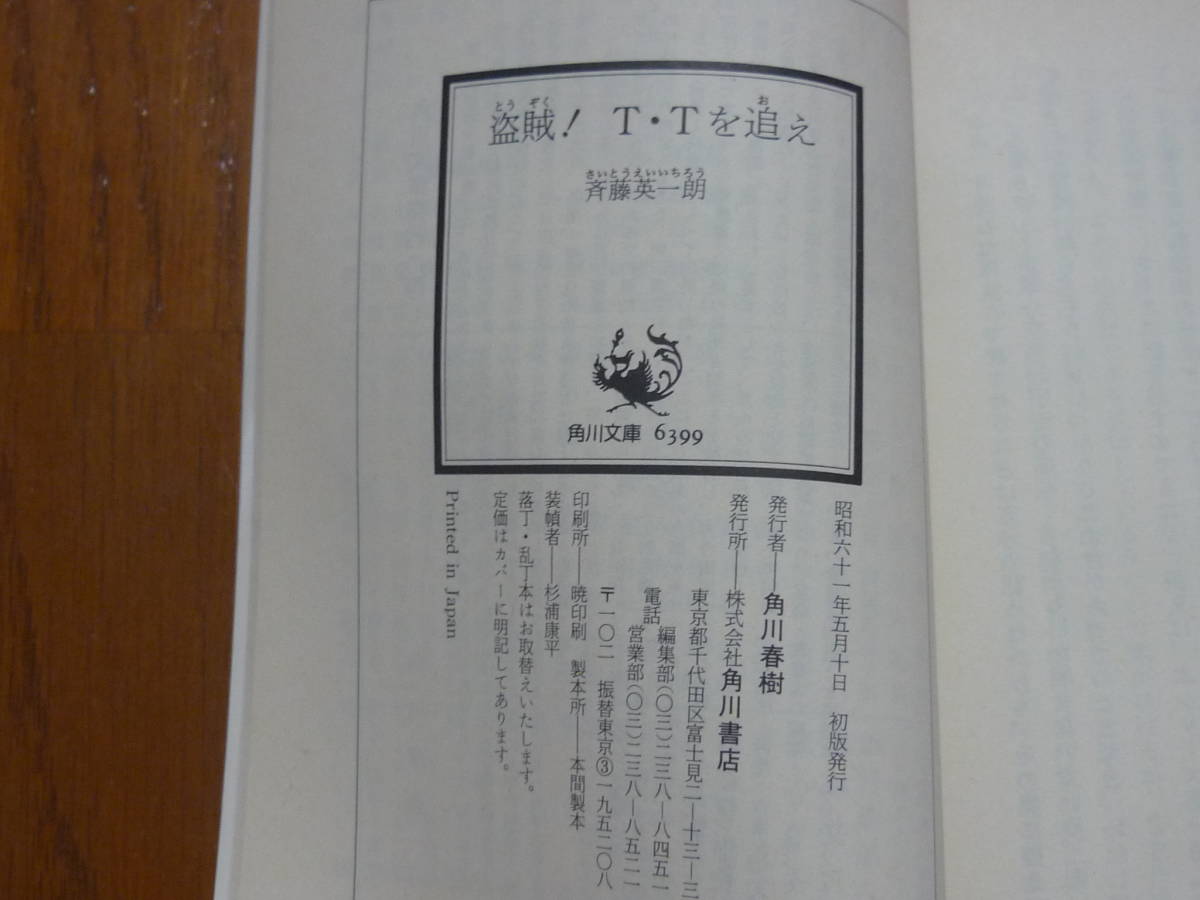 とうぞく お
盗賊! T・Tを追え
さいとうえいいちろう
斉藤英一朗
角川文庫 6399
昭和六十一年五月十日 初版発行
発行者——角川春樹
発行所——株式会社角川書店
東京都千代田区富士見二—十三—三
電話 編集部(〇三)二三八—八四五一
営業部(〇三)二三八—八五二一
〒一〇二 振替東京③一九五二〇八
印刷所——暁印刷 製本所——本間製本
装幀者——杉浦康平
落丁・乱丁本はお取替えいたします。
定価はカバーに明記してあります。
Printed in Japan